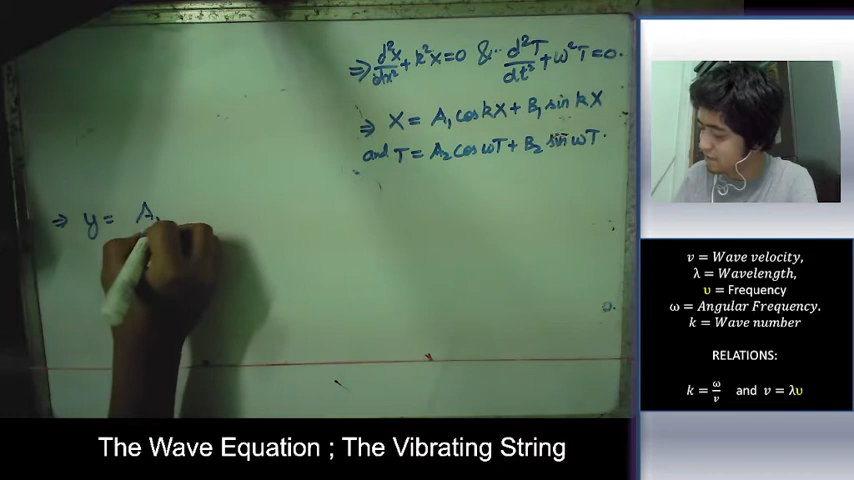 ⇒ d²X/dx² + k²X = 0 & d²T/dt² + ω²T = 0.
⇒ X = A₁ cos kX + B₁ sin kX
and T = A₂ cos ωT + B₂ sin ωT.
⇒ y = A₁
v = Wave velocity,
λ = Wavelength,
υ = Frequency
ω = Angular Frequency.
k = Wave number
RELATIONS:
k = ω/v and v = λυ
The Wave Equation ; The Vibrating String